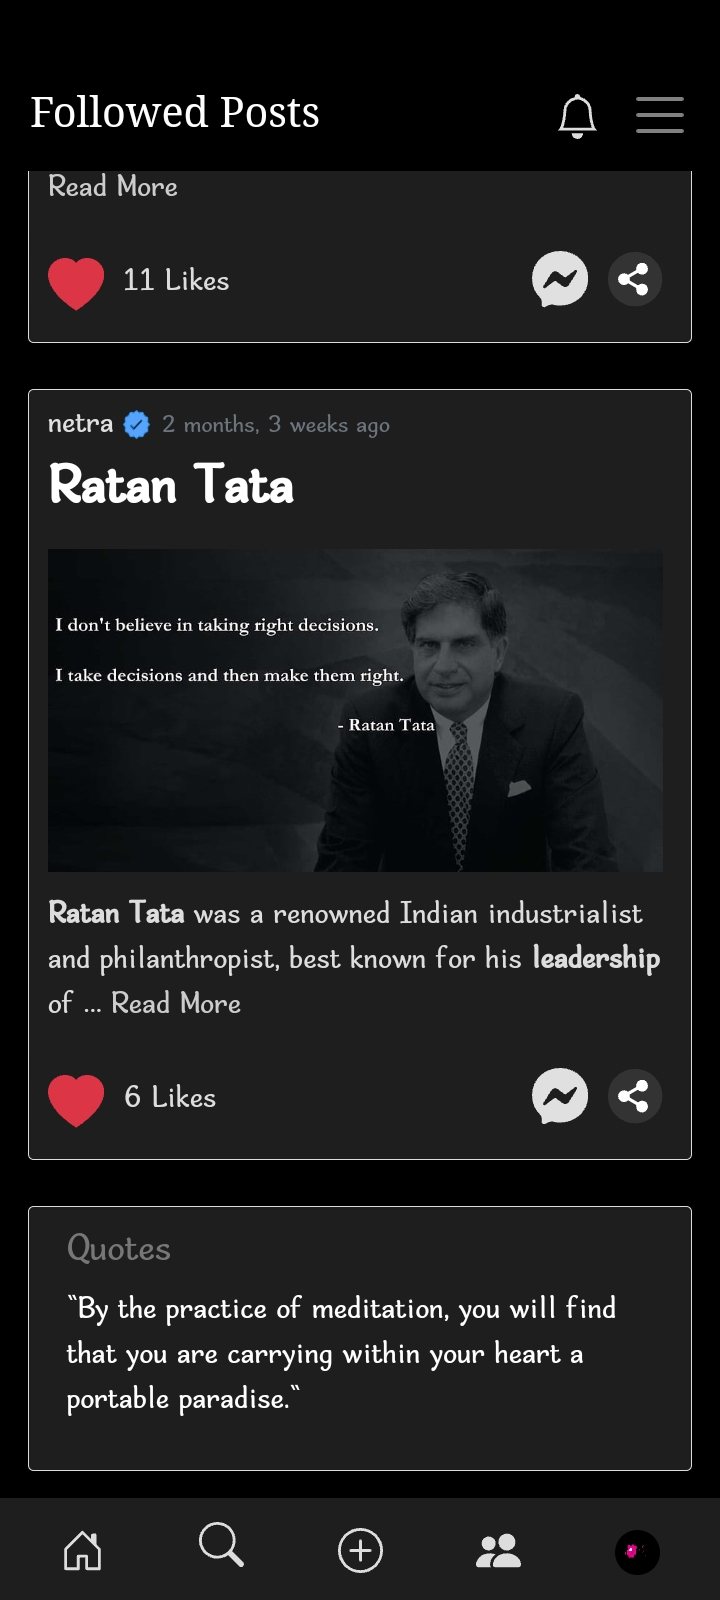 Followed Posts
Read More
11 Likes
netra 2 months, 3 weeks ago
Ratan Tata
I don't believe in taking right decisions.
I take decisions and then make them right.
- Ratan Tata
Ratan Tata was a renowned Indian industrialist
and philanthropist, best known for his leadership
of ... Read More
6 Likes
Quotes
‶By the practice of meditation, you will find
that you are carrying within your heart a
portable paradise.‶